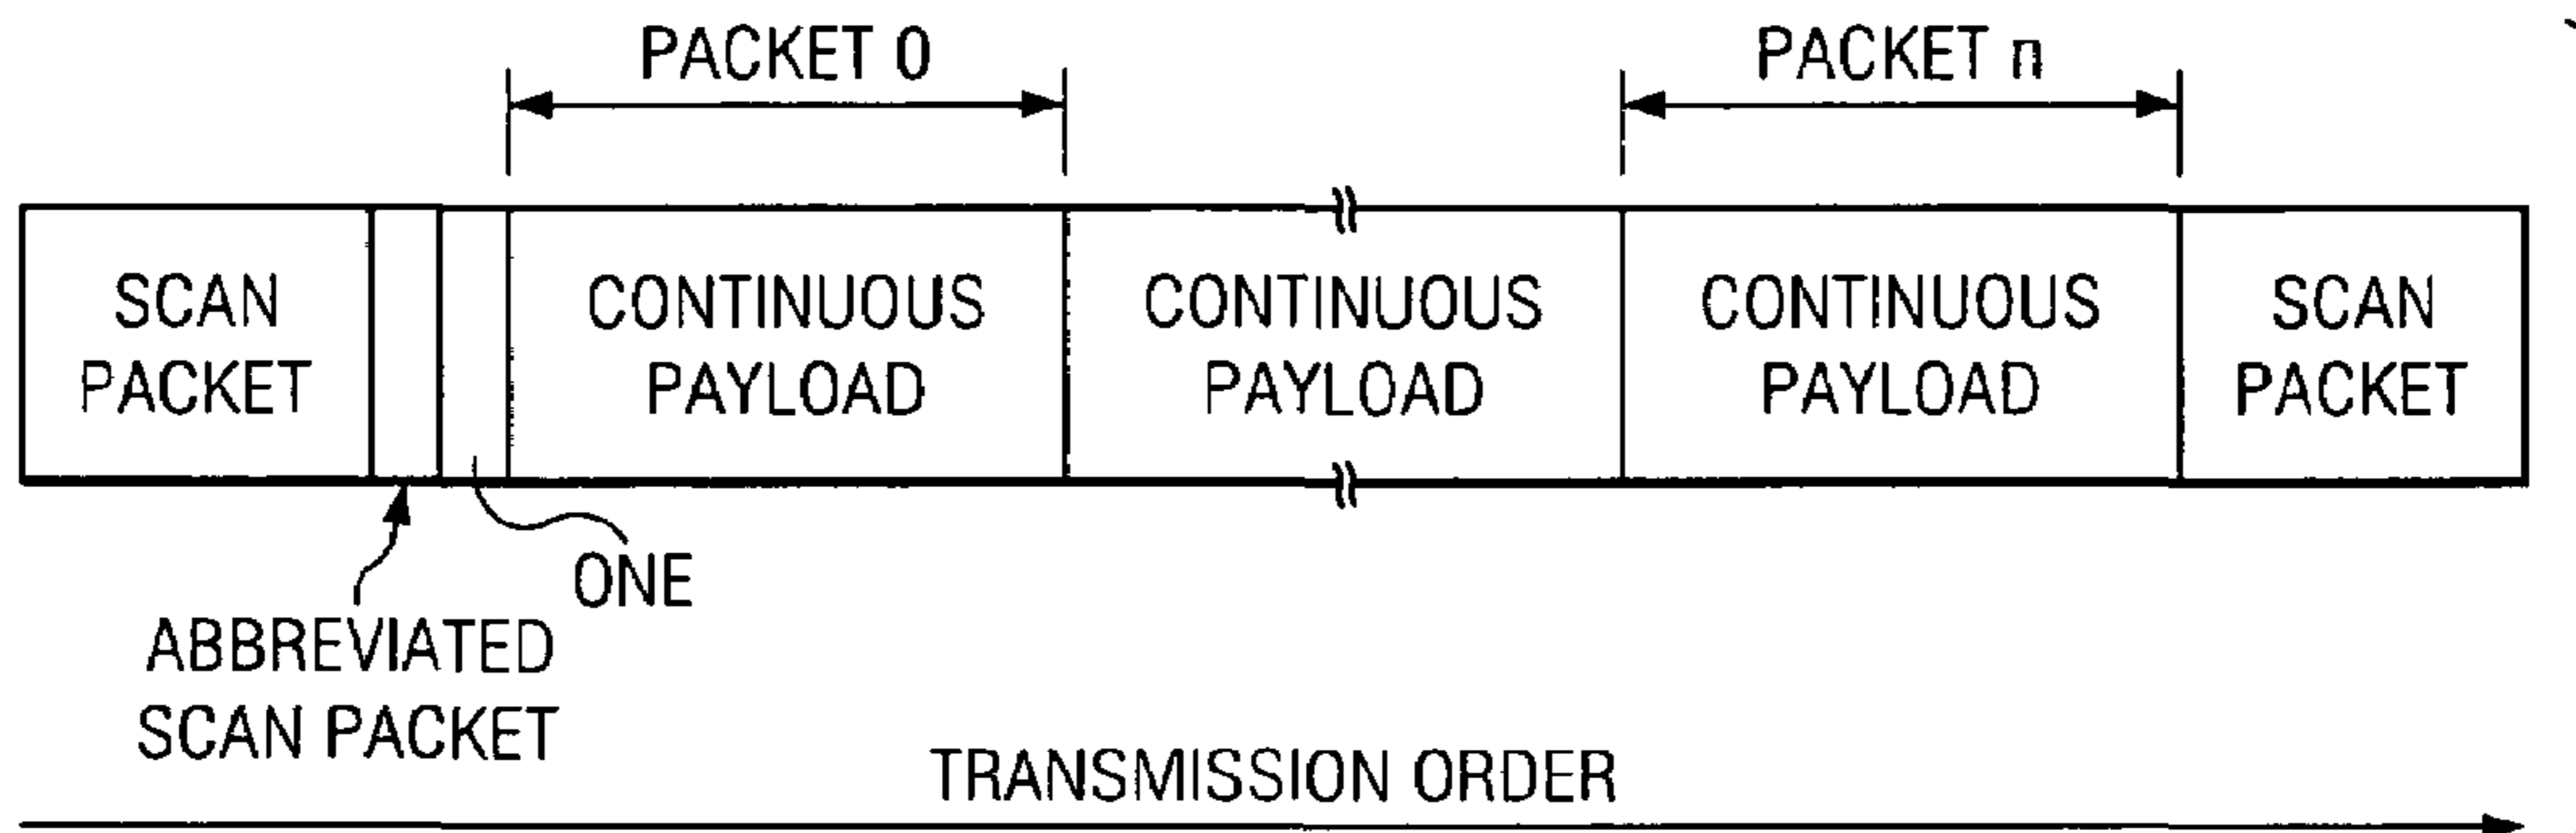 PACKET 0
PACKET n
SCAN
PACKET
CONTINUOUS
PAYLOAD
CONTINUOUS
PAYLOAD
CONTINUOUS
PAYLOAD
SCAN
PACKET
ONE
ABBREVIATED
SCAN PACKET
TRANSMISSION ORDER